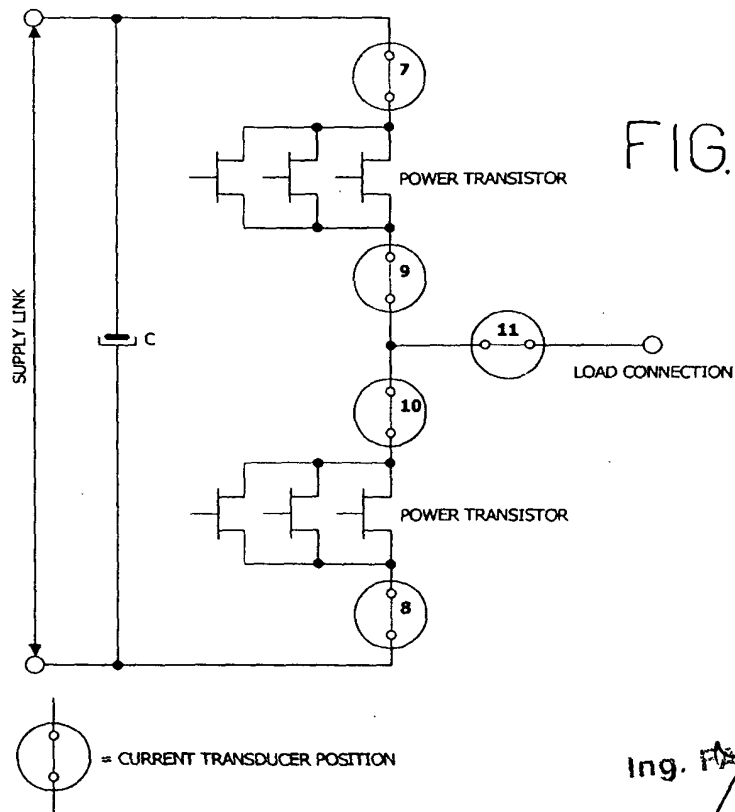 7
FIG.
POWER TRANSISTOR
9
SUPPLY LINK
C
11
LOAD CONNECTION
10
POWER TRANSISTOR
8
= CURRENT TRANSDUCER POSITION
Ing.